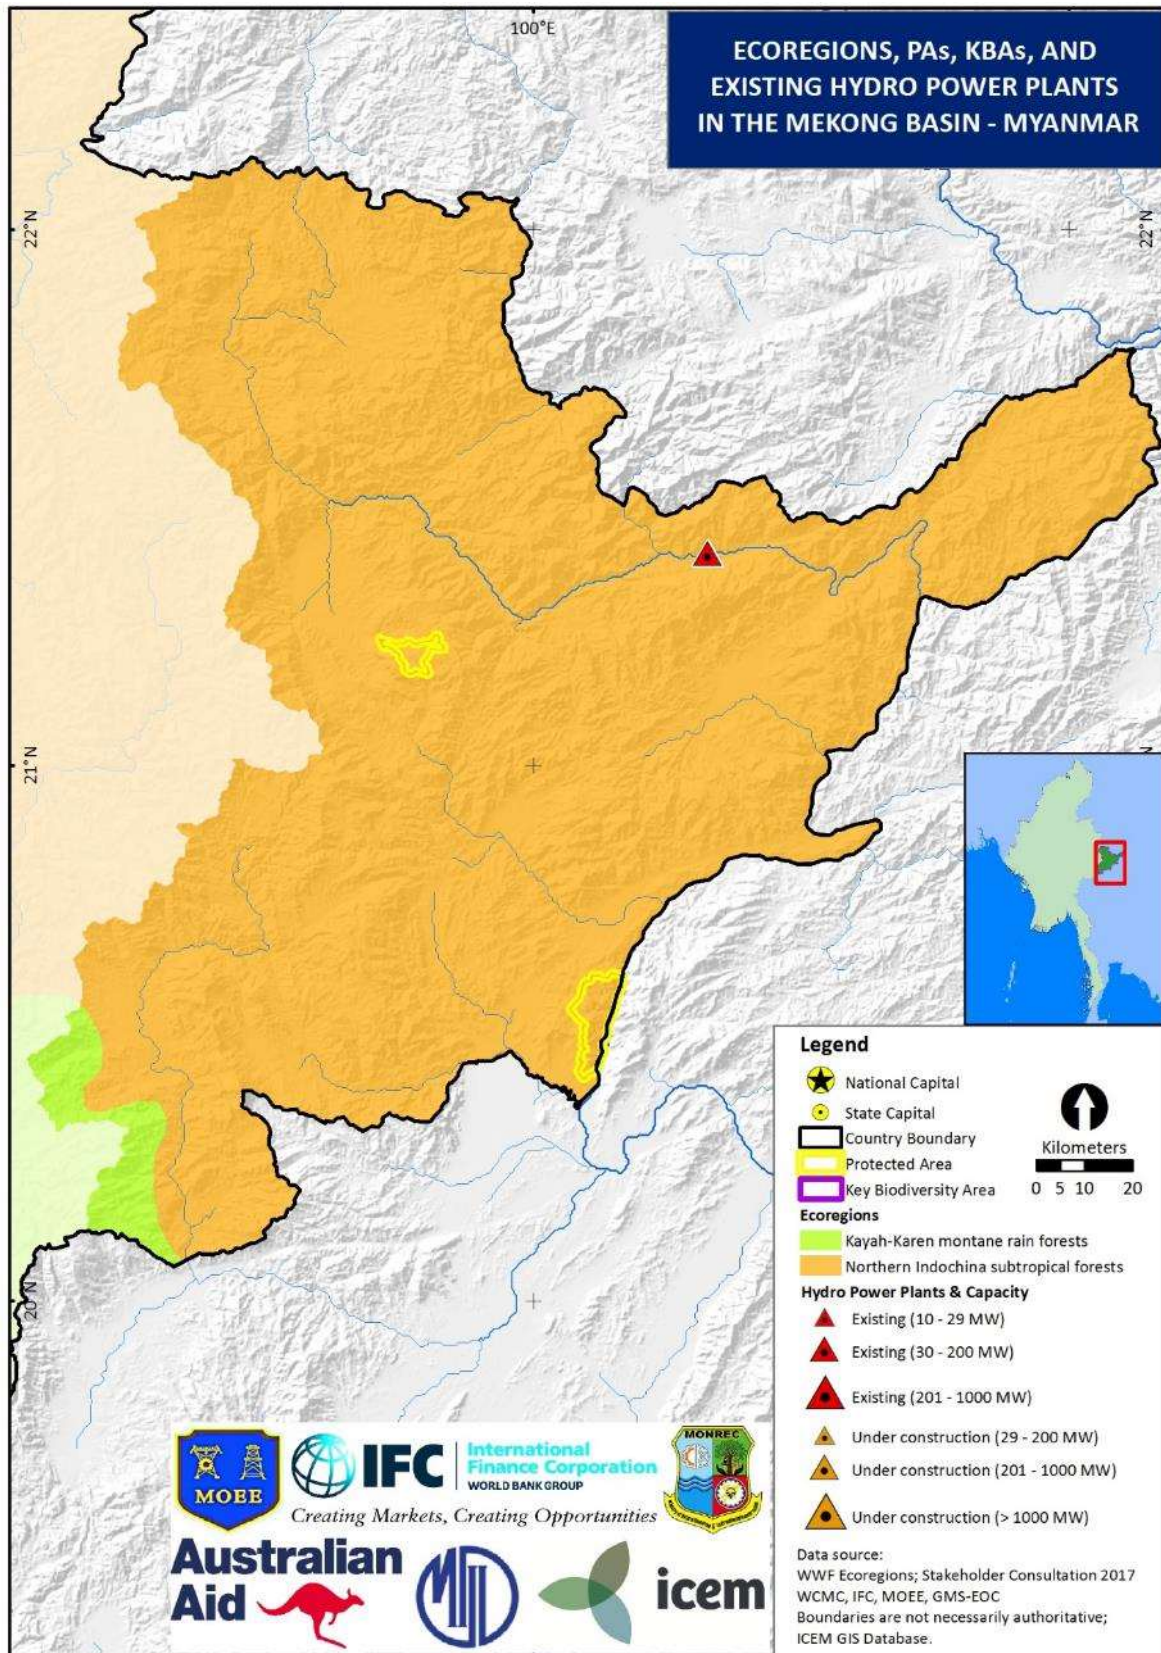 100°E
ECOREGIONS, PAs, KBAs, AND
EXISTING HYDRO POWER PLANTS
IN THE MEKONG BASIN - MYANMAR
22°N
22°N
21°N
N
20°N
Legend
National Capital
State Capital
Country Boundary
Protected Area
Key Biodiversity Area
Kilometers
0 5 10 20
Ecoregions
Kayah-Karen montane rain forests
Northern Indochina subtropical forests
Hydro Power Plants & Capacity
Existing (10 - 29 MW)
Existing (30 - 200 MW)
Existing (201 - 1000 MW)
Under construction (29 - 200 MW)
Under construction (201 - 1000 MW)
Under construction (> 1000 MW)
Data source:
WWF Ecoregions; Stakeholder Consultation 2017
WCMC, IFC, MOEE, GMS-EOC
Boundaries are not necessarily authoritative;
ICEM GIS Database.
MOEE
IFC
International
Finance Corporation
WORLD BANK GROUP
Creating Markets, Creating Opportunities
MONREC
Australian
Aid
icem